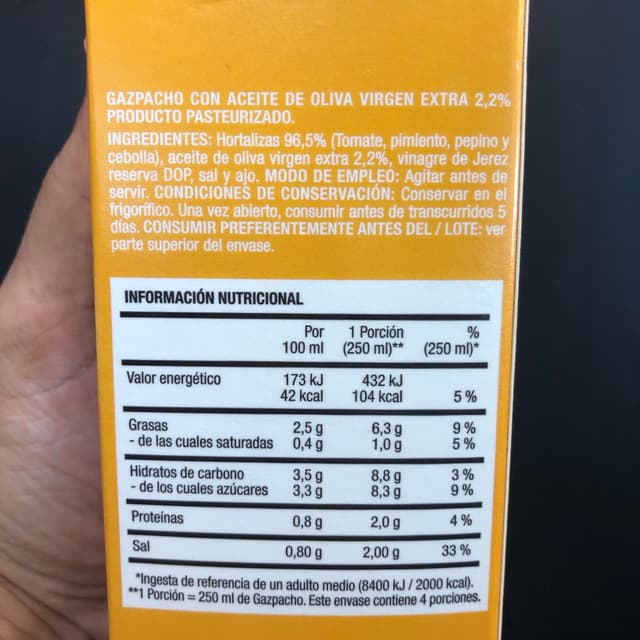 GAZPACHO CON ACEITE DE OLIVA VIRGEN EXTRA 2,2%
PRODUCTO PASTEURIZADO.
INGREDIENTES: Hortalizas 96,5% (Tomate, pimiento, pepino y
cebolla), aceite de oliva virgen extra 2,2%, vinagre de Jerez
reserva DOP, sal y ajo. MODO DE EMPLEO: Agitar antes de
servir. CONDICIONES DE CONSERVACIÓN: Conservar en el
frigorífico. Una vez abierto, consumir antes de transcurridos 5
días. CONSUMIR PREFERENTEMENTE ANTES DEL / LOTE: ver
parte superior del envase.
INFORMACIÓN NUTRICIONAL
Por 1 Porción %
100 ml (250 ml)** (250 ml)*
Valor energético 173 kJ 432 kJ
42 kcal 104 kcal 5 %
Grasas 2,5 g 6,3 g 9 %
- de las cuales saturadas 0,4 g 1,0 g 5 %
Hidratos de carbono 3,5 g 8,8 g 3 %
- de los cuales azúcares 3,3 g 8,3 g 9 %
Proteínas 0,8 g 2,0 g 4 %
Sal 0,80 g 2,00 g 33 %
*Ingesta de referencia de un adulto medio (8400 kJ / 2000 kcal).
**1 Porción = 250 ml de Gazpacho. Este envase contiene 4 porciones.